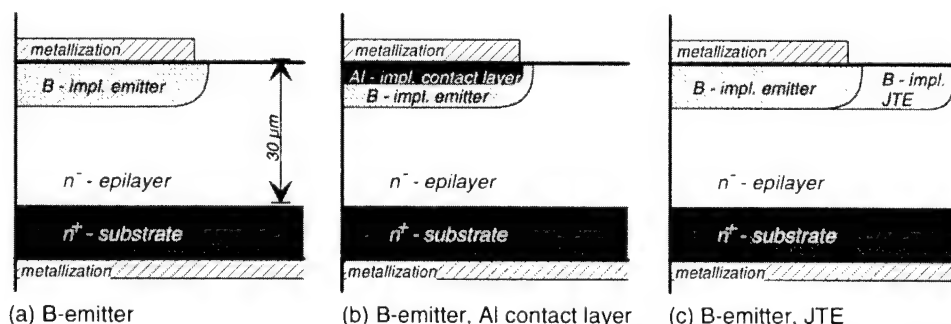 metallization
B - impl. emitter
30 µm
n⁻ - epilayer
n⁺ - substrate
metallization
(a) B-emitter
metallization
Al - impl. contact layer
B - impl. emitter
n⁻ - epilayer
n⁺ - substrate
metallization
(b) B-emitter, Al contact layer
metallization
B - impl. emitter
B - impl.
JTE
n⁻ - epilayer
n⁺ - substrate
metallization
(c) B-emitter, JTE